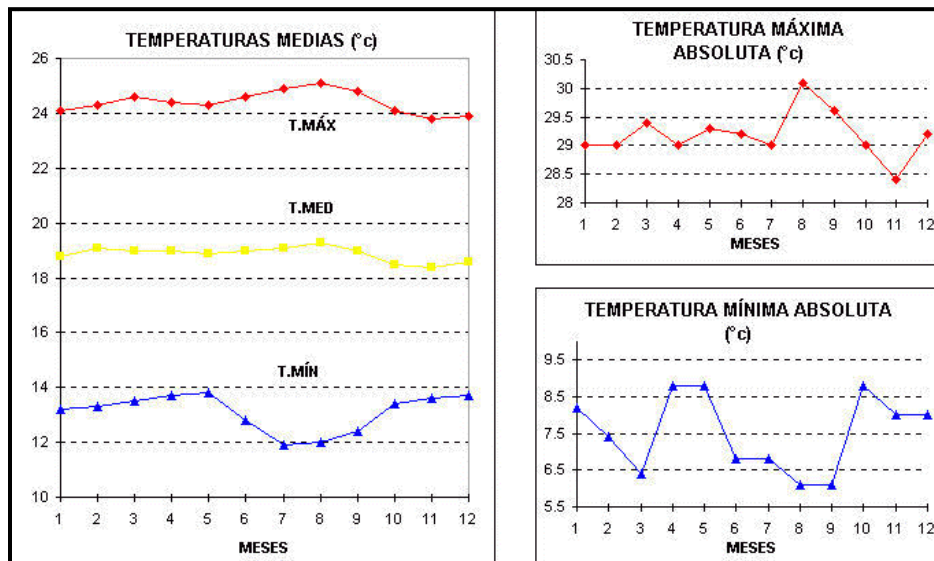 TEMPERATURAS MEDIAS (°c)
26
24
22
20
18
16
14
12
10
T.MÁX
T.MED
T.MÍN
1 2 3 4 5 6 7 8 9 10 11 12
MESES
TEMPERATURA MÁXIMA
ABSOLUTA (°c)
30.5
30
29.5
29
28.5
28
1 2 3 4 5 6 7 8 9 10 11 12
MESES
TEMPERATURA MÍNIMA ABSOLUTA
(°c)
9.5
8.5
7.5
6.5
5.5
1 2 3 4 5 6 7 8 9 10 11 12
MESES